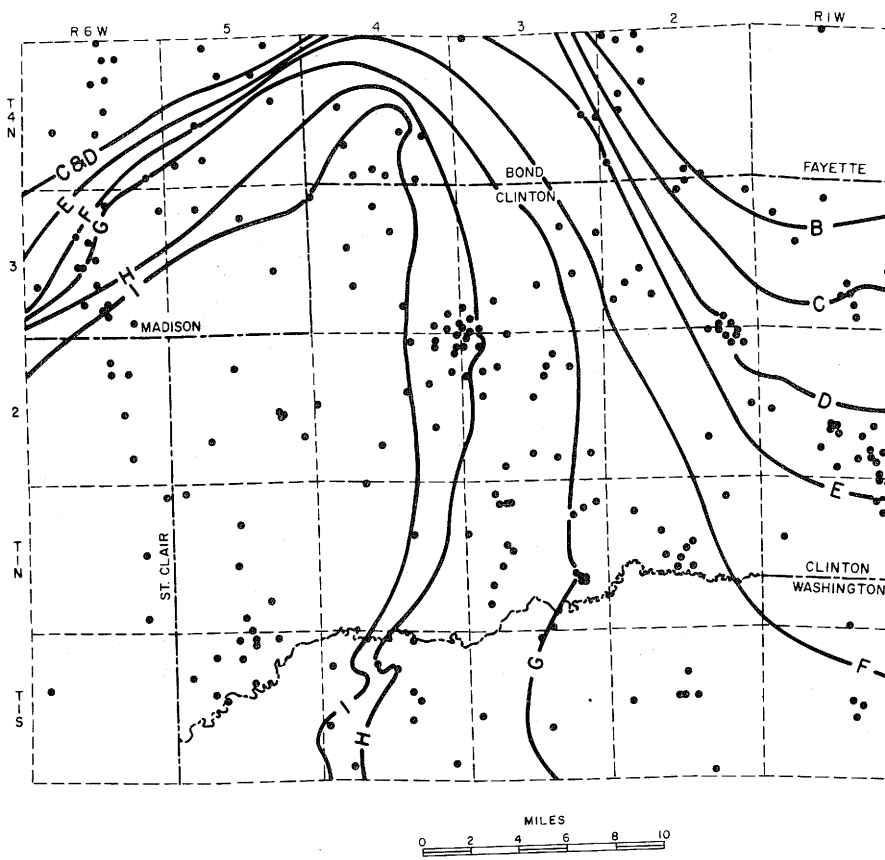 R 6 W 5 4 3 2 R 1 W
T 4 N
C & D
BOND
FAYETTE
CLINTON
E
F
G
B
3
H
I
C
MADISON
2
D
E
T 1 N
ST. CLAIR
CLINTON
WASHINGTON
G
F
T 1 S
I
H
MILES
0 2 4 6 8 10